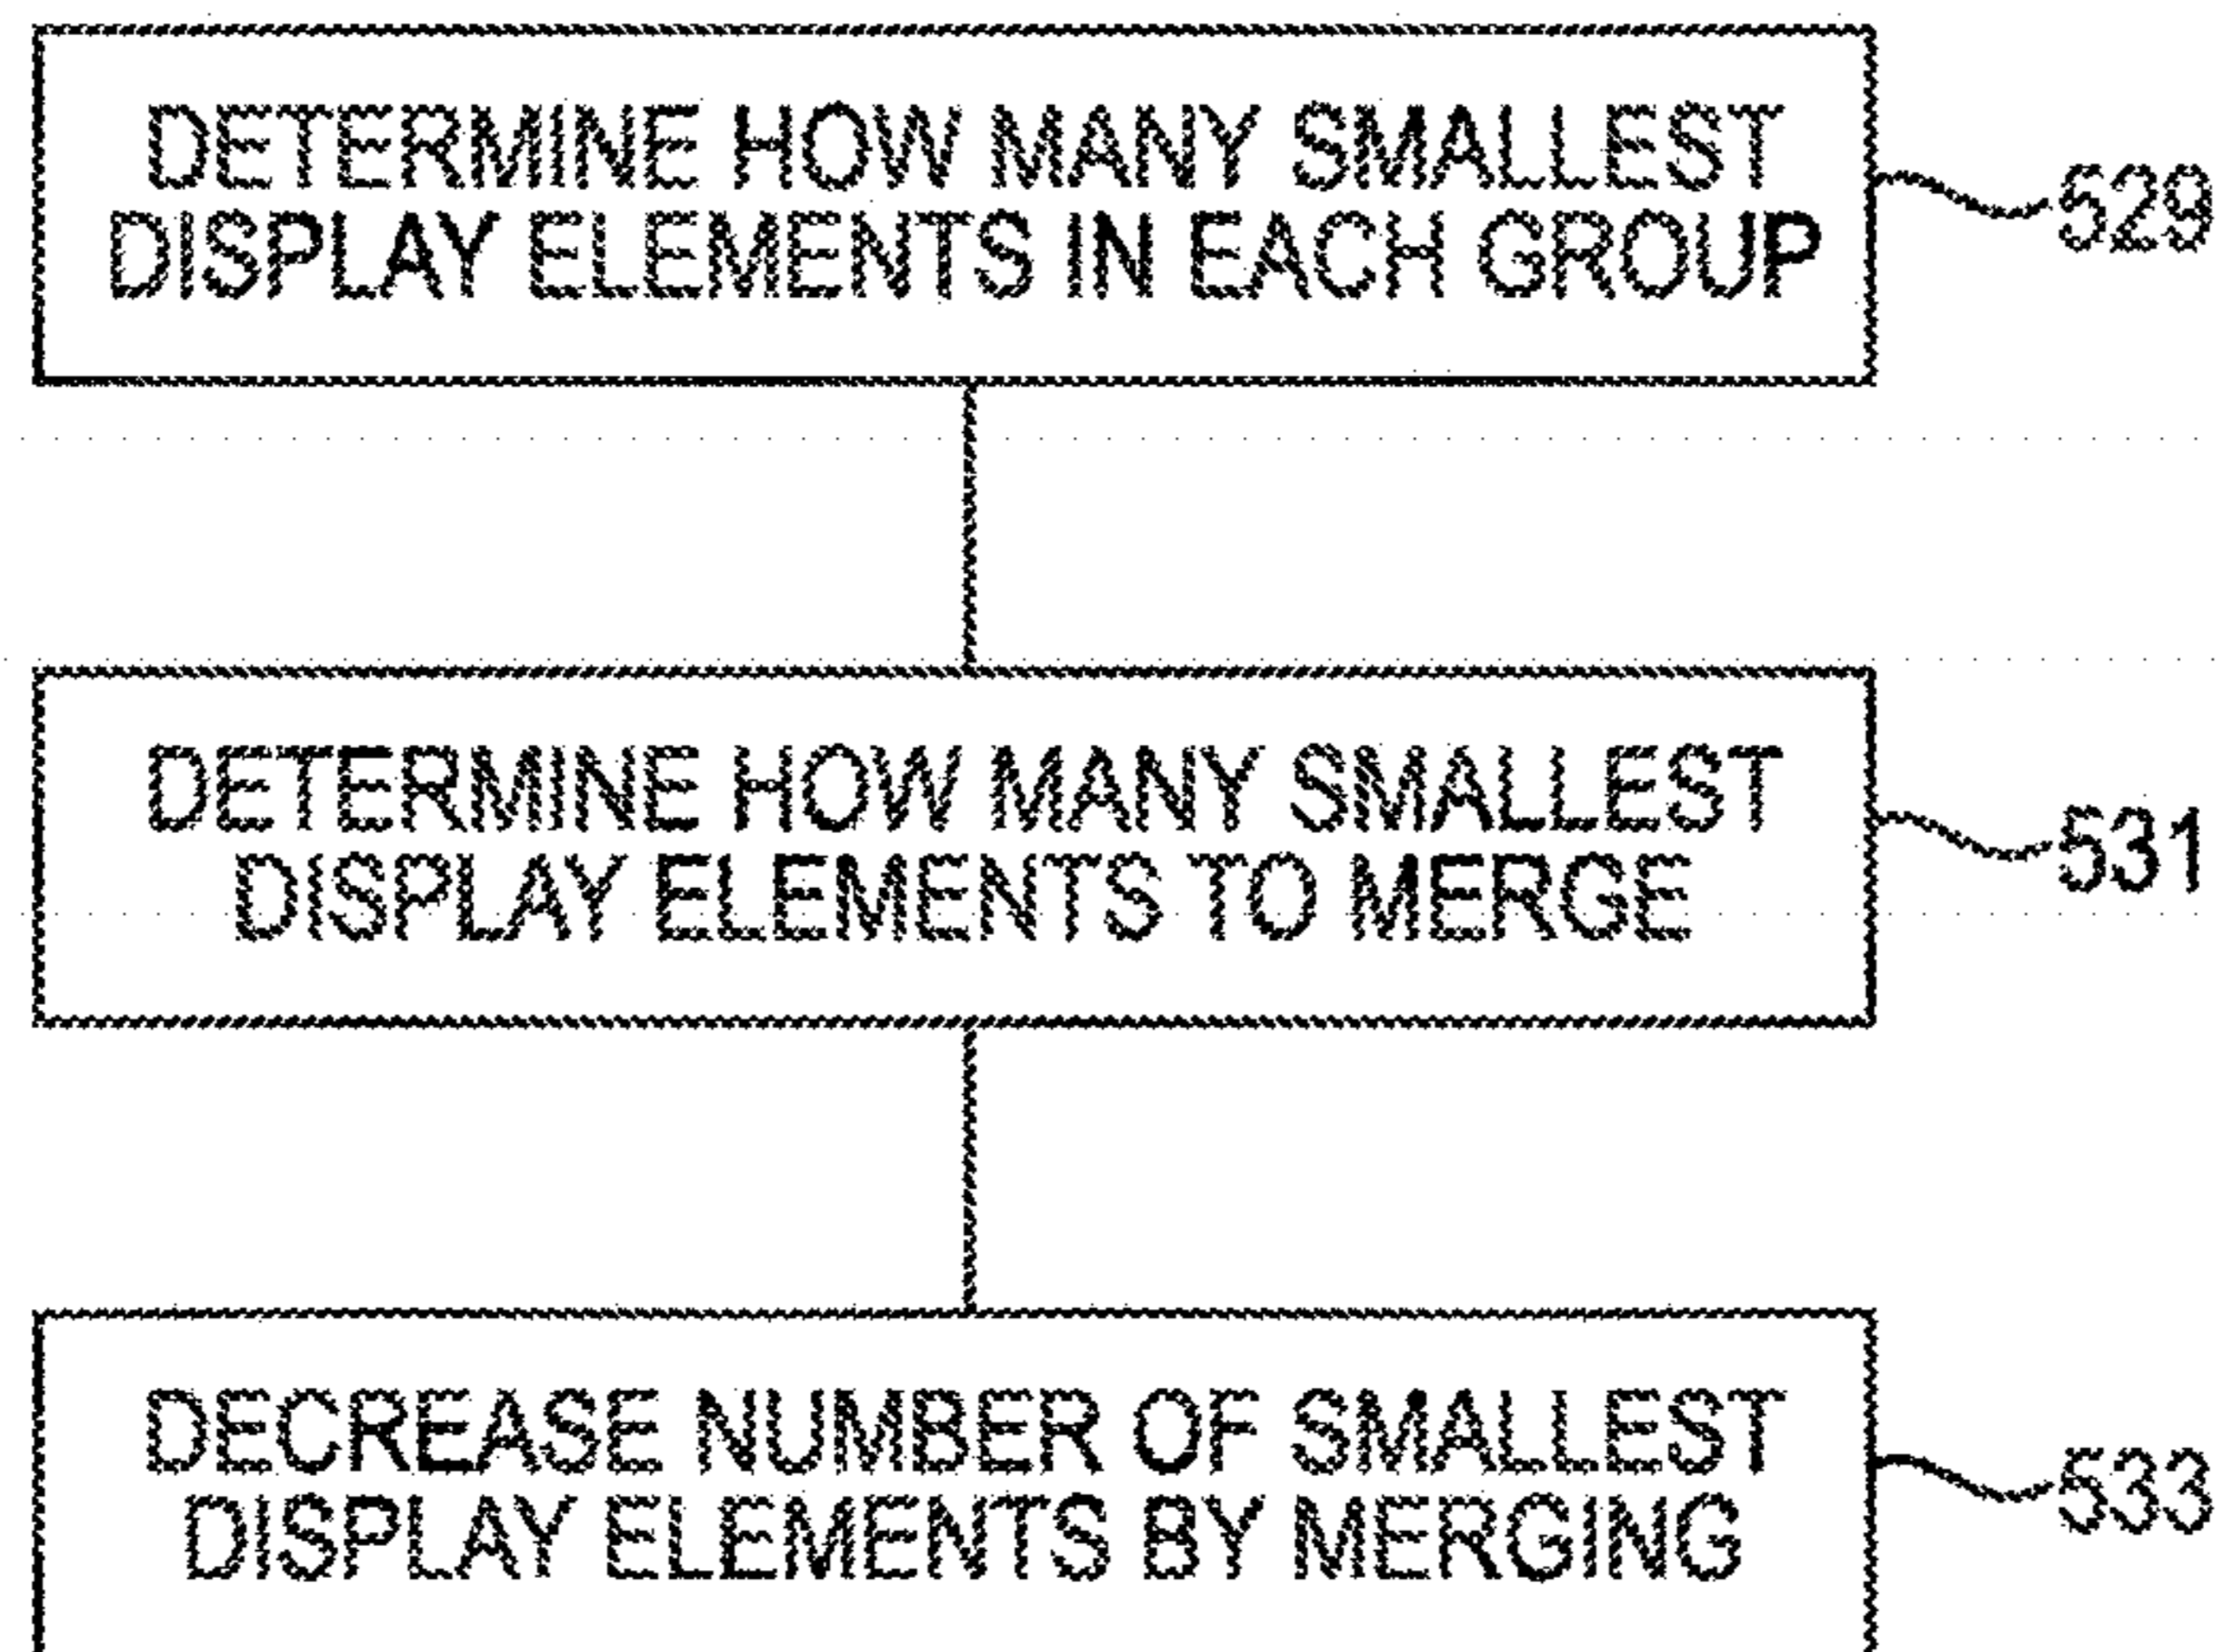 DETERMINE HOW MANY SMALLEST
DISPLAY ELEMENTS IN EACH GROUP
529
DETERMINE HOW MANY SMALLEST
DISPLAY ELEMENTS TO MERGE
531
DECREASE NUMBER OF SMALLEST
DISPLAY ELEMENTS BY MERGING
533